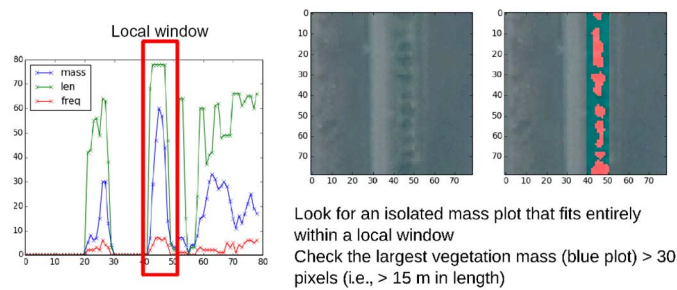 Local window
80
70
60
50
40
30
20
10
0
mass
len
freq
0 10 20 30 40 50 60 70 80
0
10
20
30
40
50
60
70
0 10 20 30 40 50 60 70
0
10
20
30
40
50
60
70
0 10 20 30 40 50 60 70
Look for an isolated mass plot that fits entirely
within a local window
Check the largest vegetation mass (blue plot) > 30
pixels (i.e., > 15 m in length)